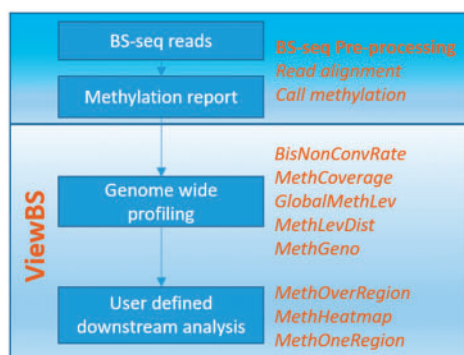 BS-seq reads
BS-seq Pre-processing
Read alignment
Methylation report
Call methylation
ViewBS
Genome wide
profiling
BisNonConvRate
MethCoverage
GlobalMethLev
MethLevDist
MethGeno
User defined
downstream analysis
MethOverRegion
MethHeatmap
MethOneRegion